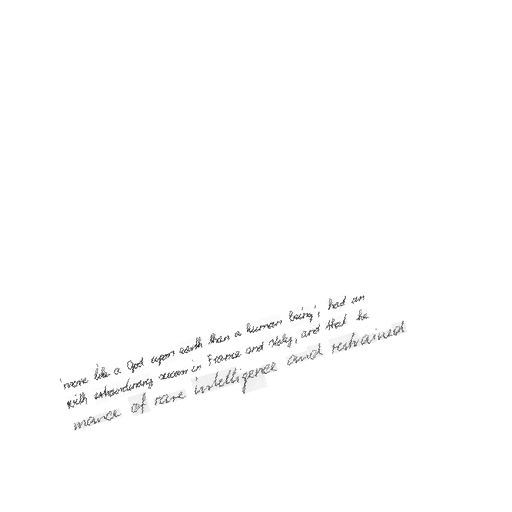 'more like a God upon earth than a human being'; had an
with extraordinary success in France and Italy, and that he
mance of rare intelligence and restrained